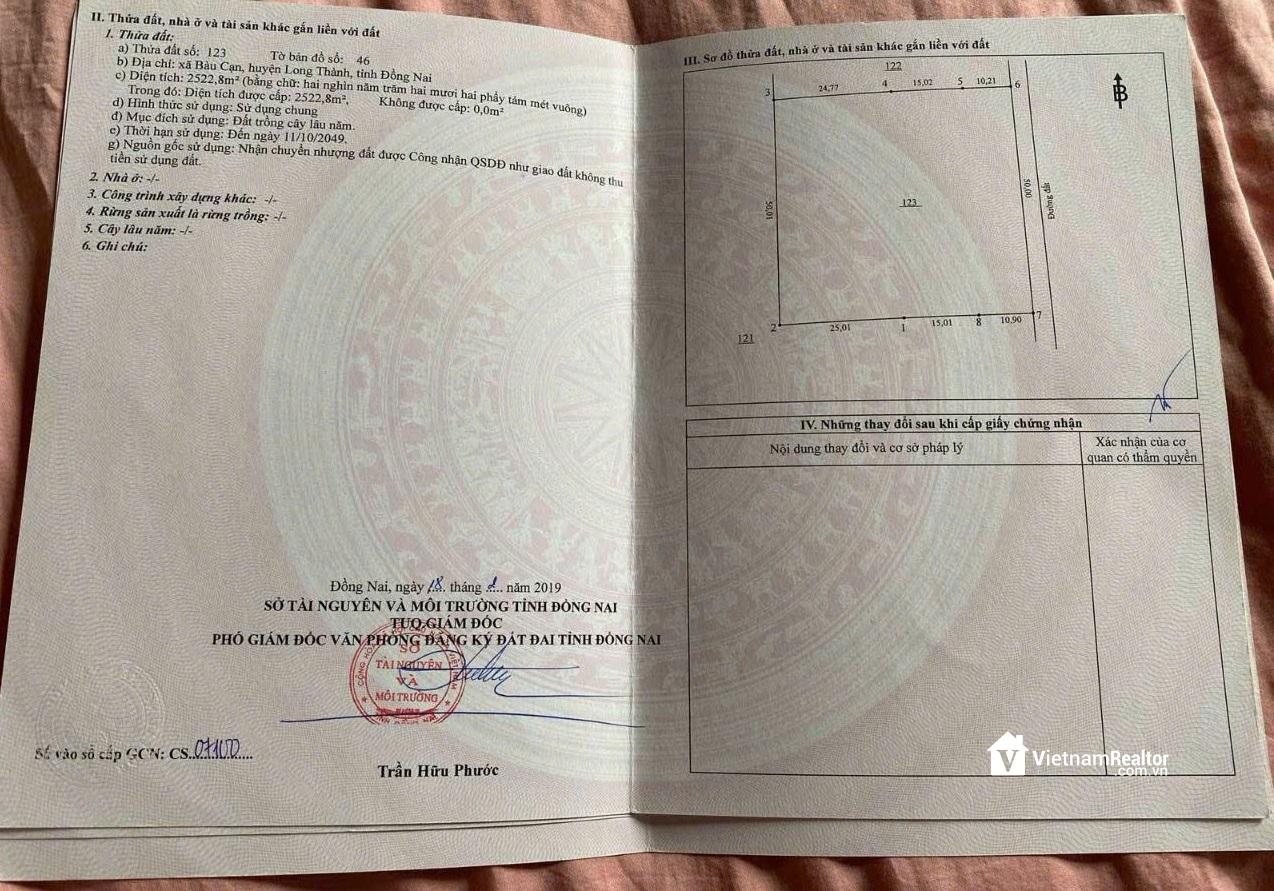 II. Thửa đất, nhà ở và tài sản khác gắn liền với đất
1. Thửa đất:
a) Thửa đất số: 123 Tờ bản đồ số: 46
b) Địa chỉ: xã Bàu Cạn, huyện Long Thành, tỉnh Đồng Nai
c) Diện tích: 2522,8m² (bằng chữ: hai nghìn năm trăm hai mươi hai phẩy tám mét vuông)
Trong đó: Diện tích được cấp: 2522,8m², Không được cấp: 0,0m²
d) Hình thức sử dụng: Sử dụng chung
đ) Mục đích sử dụng: Đất trồng cây lâu năm.
e) Thời hạn sử dụng: Đến ngày 11/10/2049.
g) Nguồn gốc sử dụng: Nhận chuyển nhượng đất được Công nhận QSDĐ như giao đất không thu
tiền sử dụng đất.
2. Nhà ở: -/-
3. Công trình xây dựng khác: -/-
4. Rừng sản xuất là rừng trồng: -/-
5. Cây lâu năm: -/-
6. Ghi chú:
Đồng Nai, ngày 18 tháng năm 2019
SỞ TÀI NGUYÊN VÀ MÔI TRƯỜNG TỈNH ĐỒNG NAI
TUQ.GIÁM ĐỐC
PHÓ GIÁM ĐỐC VĂN PHÒNG ĐĂNG KÝ ĐẤT ĐAI TỈNH ĐỒNG NAI
SỞ
TÀI NGUYÊN
VÀ
MÔI TRƯỜNG
TỈNH ĐỒNG NAI
Số vào sổ cấp GCN: CS.07100
Trần Hữu Phước
III. Sơ đồ thửa đất, nhà ở và tài sản khác gắn liền với đất
122
3 24,77 4 15,02 5 10,21 6
B
50,01
123
50,00
Đường đất
2 25,01 1 15,01 8 10,90 7
121
IV. Những thay đổi sau khi cấp giấy chứng nhận
Nội dung thay đổi và cơ sở pháp lý
Xác nhận của cơ
quan có thẩm quyền
VietnamRealtor
.com.vn